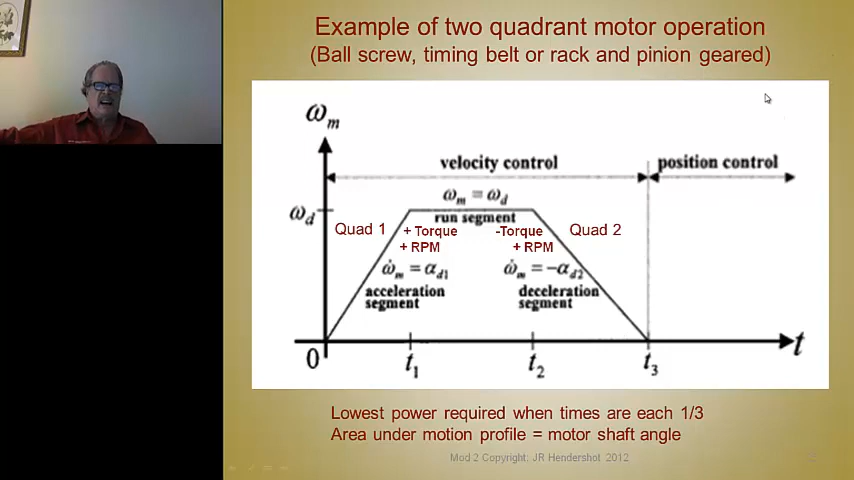 Example of two quadrant motor operation
(Ball screw, timing belt or rack and pinion geared)
ωm
velocity control
position control
ωm = ωd
ωd
run segment
Quad 1
+ Torque
+ RPM
-Torque
+ RPM
Quad 2
ω̇m = αd1
acceleration
segment
ω̇m = -αd2
deceleration
segment
0
t1
t2
t3
t
Lowest power required when times are each 1/3
Area under motion profile = motor shaft angle
Mod 2 Copyright: JR Hendershot 2012